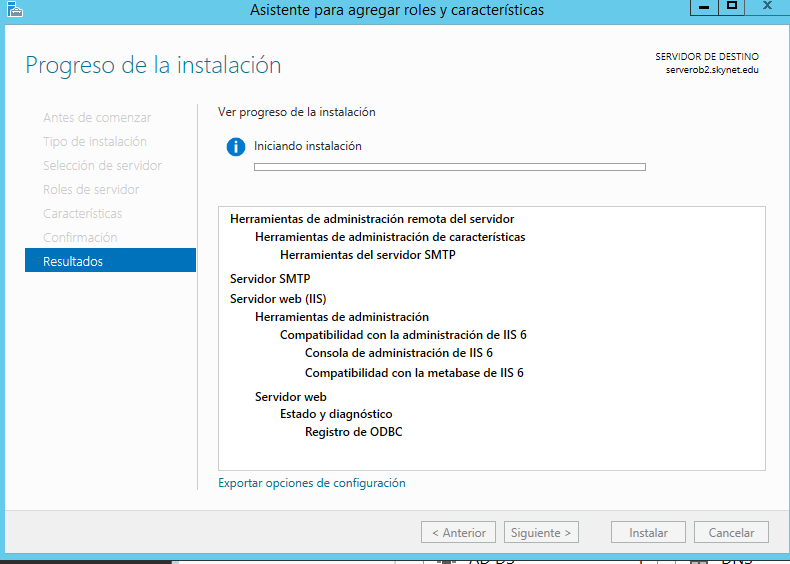 Asistente para agregar roles y características
Progreso de la instalación
SERVIDOR DE DESTINO
serverob2.skynet.edu
Antes de comenzar
Tipo de instalación
Selección de servidor
Roles de servidor
Características
Confirmación
Resultados
Ver progreso de la instalación
Iniciando instalación
Herramientas de administración remota del servidor
Herramientas de administración de características
Herramientas del servidor SMTP
Servidor SMTP
Servidor web (IIS)
Herramientas de administración
Compatibilidad con la administración de IIS 6
Consola de administración de IIS 6
Compatibilidad con la metabase de IIS 6
Servidor web
Estado y diagnóstico
Registro de ODBC
Exportar opciones de configuración
< Anterior
Siguiente >
Instalar
Cancelar
AD DS
DNS